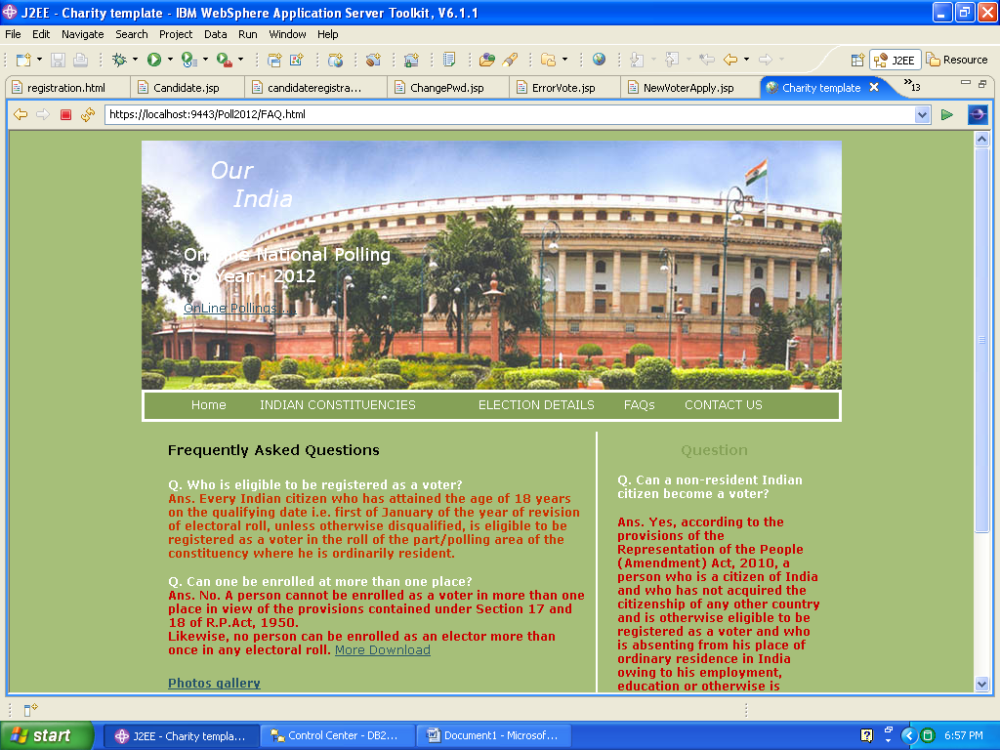 J2EE - Charity template - IBM WebSphere Application Server Toolkit, V6.1.1
File Edit Navigate Search Project Data Run Window Help
J2EE Resource
registration.html Candidate.jsp candidateregistra... ChangePwd.jsp ErrorVote.jsp NewVoterApply.jsp Charity template »13
https://localhost:9443/Poll2012/FAQ.html
Our
India
OnLine National Polling
for Year - 2012
OnLine Pollings ...
Home INDIAN CONSTITUENCIES ELECTION DETAILS FAQs CONTACT US
Frequently Asked Questions
Q. Who is eligible to be registered as a voter?
Ans. Every Indian citizen who has attained the age of 18 years
on the qualifying date i.e. first of January of the year of revision
of electoral roll, unless otherwise disqualified, is eligible to be
registered as a voter in the roll of the part/polling area of the
constituency where he is ordinarily resident.
Q. Can one be enrolled at more than one place?
Ans. No. A person cannot be enrolled as a voter in more than one
place in view of the provisions contained under Section 17 and
18 of R.P.Act, 1950.
Likewise, no person can be enrolled as an elector more than
once in any electoral roll. More Download
Photos gallery
Question
Q. Can a non-resident Indian
citizen become a voter?
Ans. Yes, according to the
provisions of the
Representation of the People
(Amendment) Act, 2010, a
person who is a citizen of India
and who has not acquired the
citizenship of any other country
and is otherwise eligible to be
registered as a voter and who
is absenting from his place of
ordinary residence in India
owing to his employment,
education or otherwise is
start J2EE - Charity templa... Control Center - DB2... Document1 - Microsof... 6:57 PM